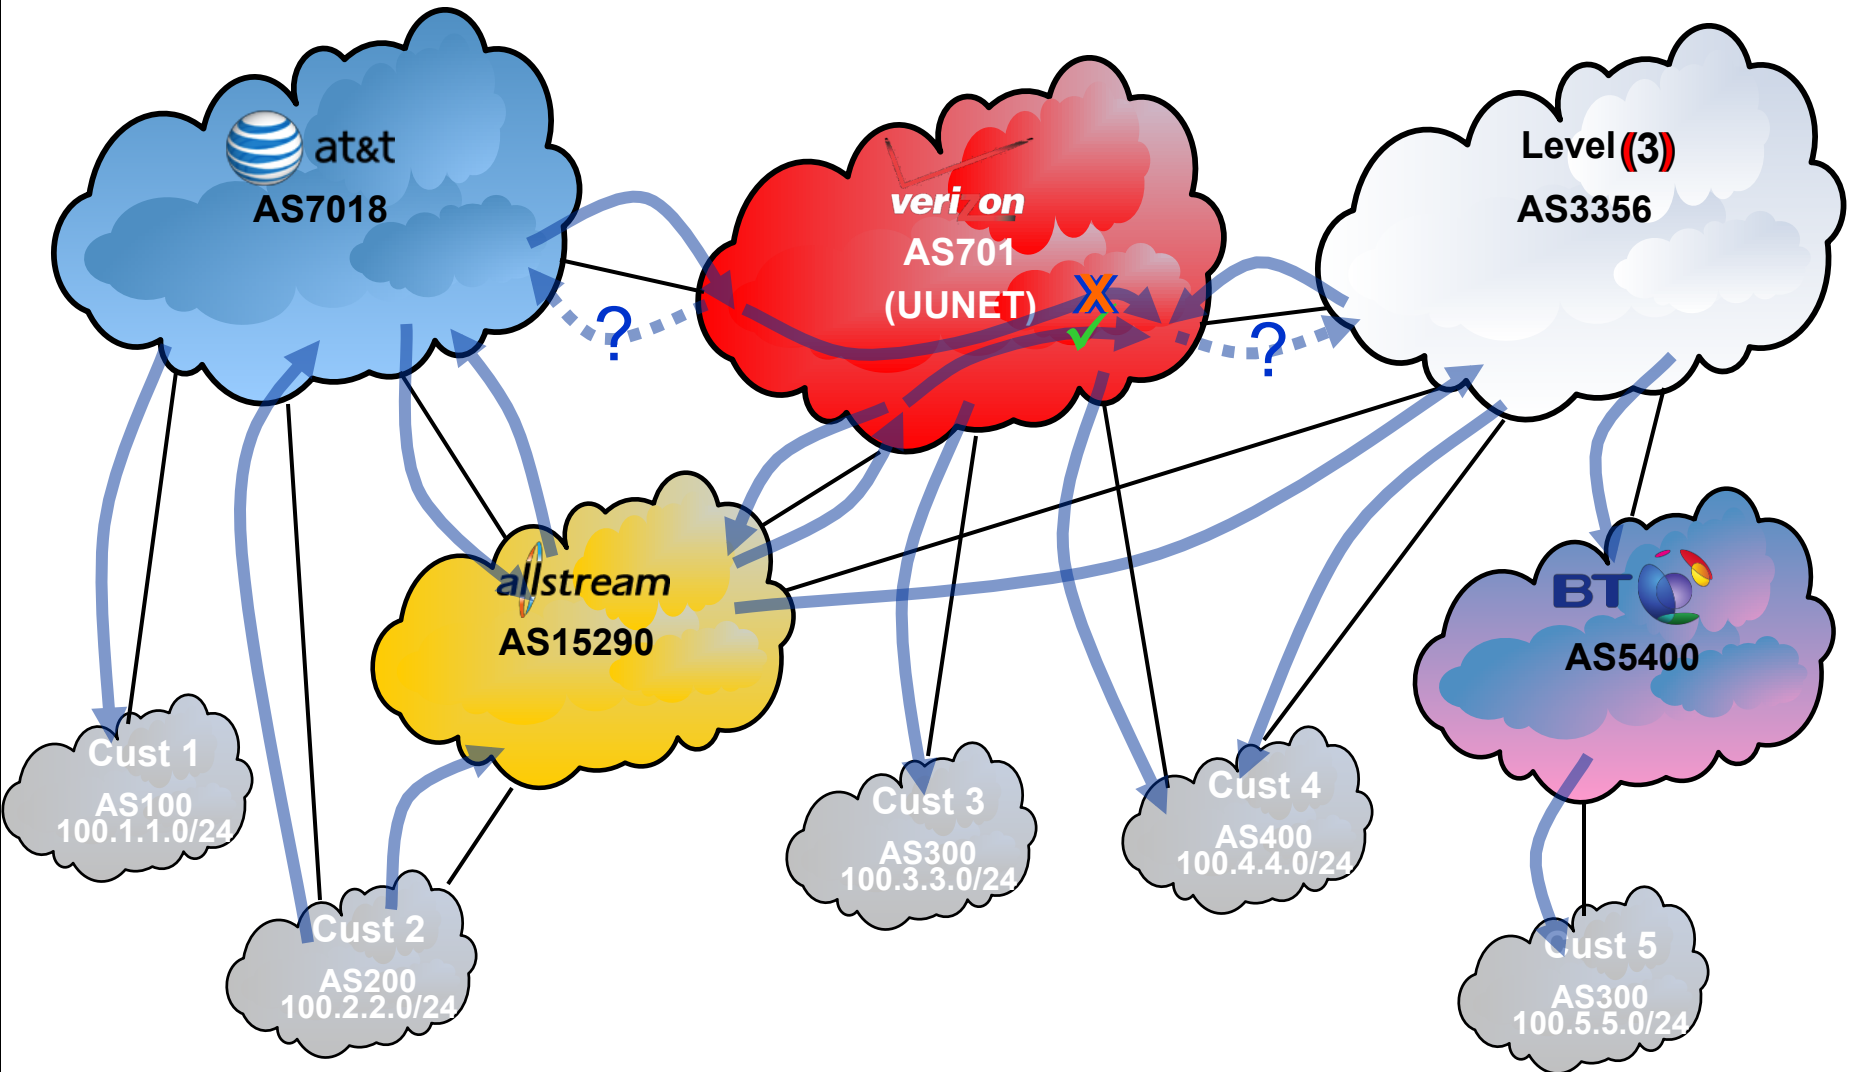 at&t
AS7018
verizon
AS701
(UUNET)
X
✓
Level (3)
AS3356
?
?
allstream
AS15290
BT
AS5400
Cust 1
AS100
100.1.1.0/24
Cust 2
AS200
100.2.2.0/24
Cust 3
AS300
100.3.3.0/24
Cust 4
AS400
100.4.4.0/24
Cust 5
AS300
100.5.5.0/24